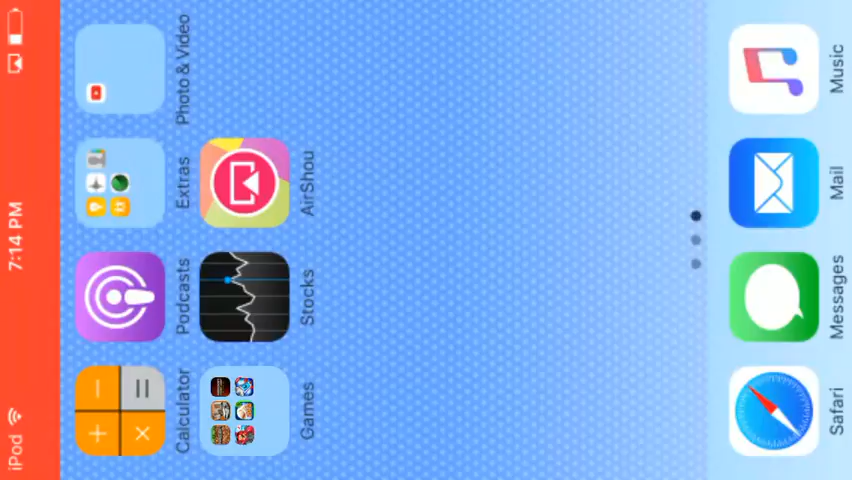 iPod 7:14 PM
Calculator Podcasts Extras Photo & Video
Games Stocks AirShou
Safari Messages Mail Music